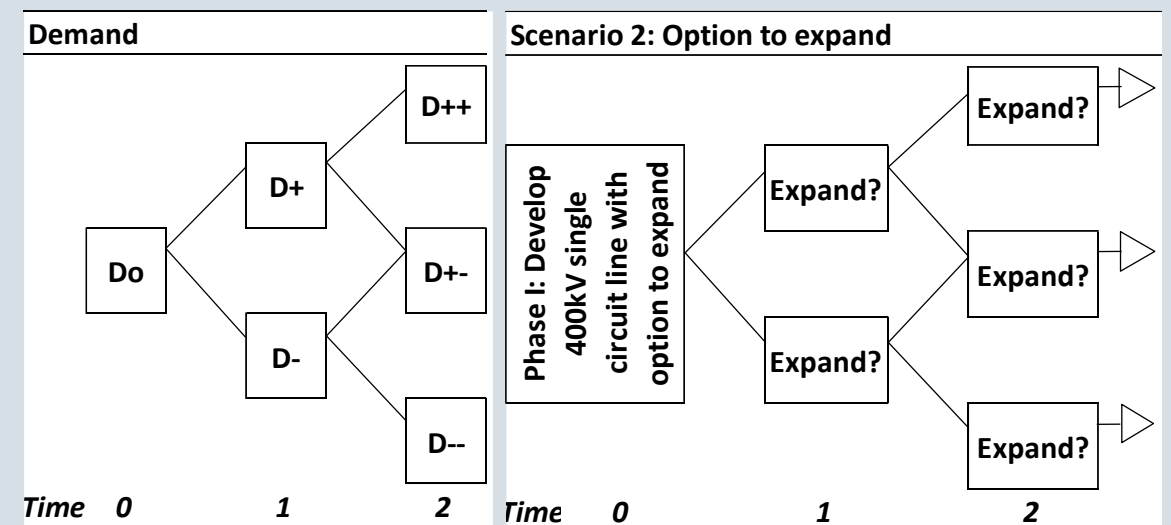 Demand
D++
D+
Do
D+-
D-
D--
Time 0 1 2
Scenario 2: Option to expand
Phase I: Develop
400kV single
circuit line with
option to expand
Expand?
Expand?
Expand?
Expand?
Expand?
Time 0 1 2